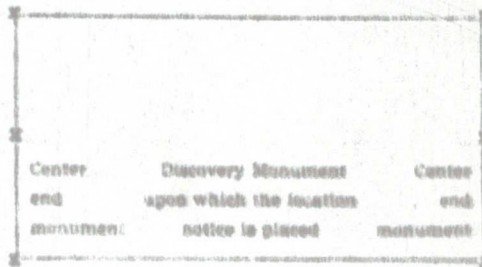 Center Discovery Monument Center
end upon which the location end
monument notice is placed monument